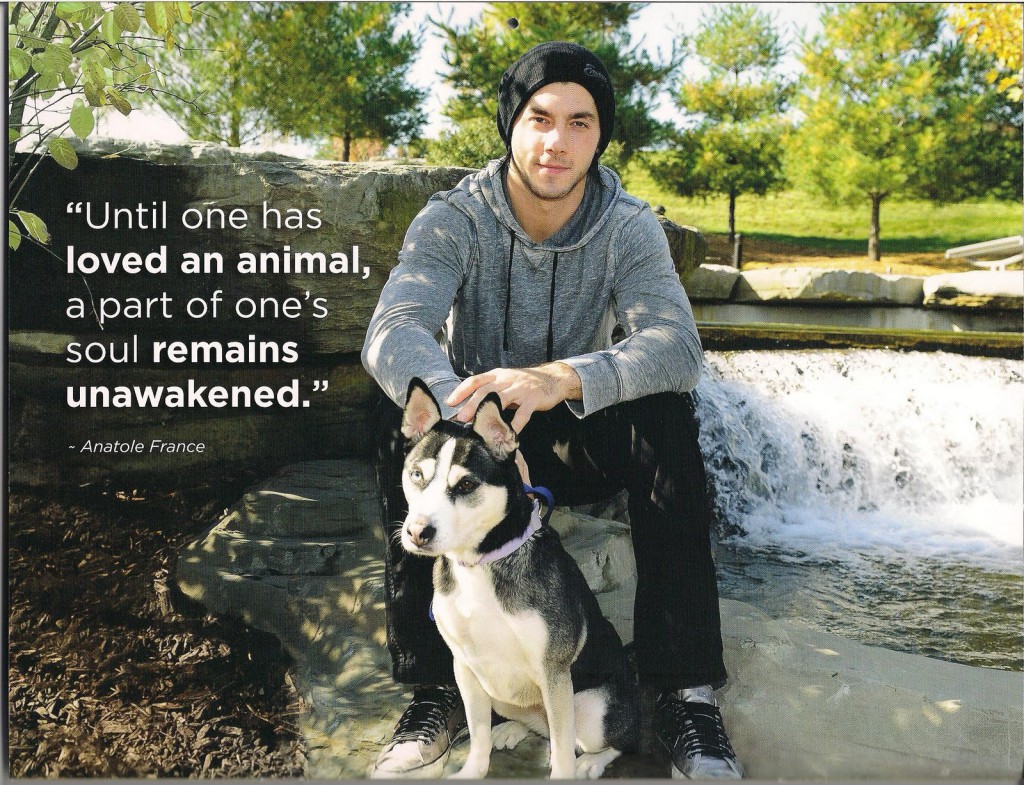 “Until one has
loved an animal,
a part of one’s
soul remains
unawakened.”
~ Anatole France